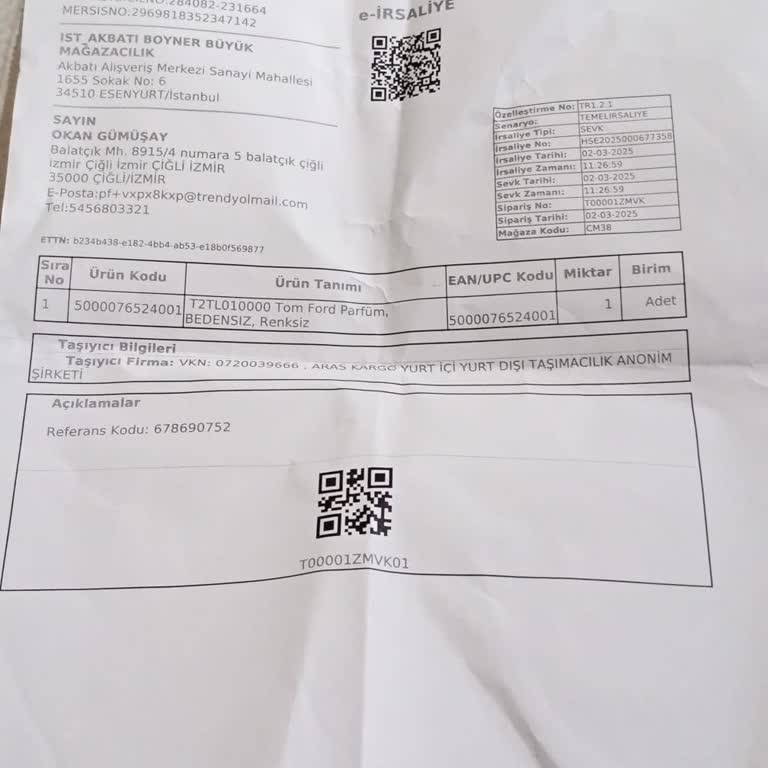 284082-231664
MERSISNO:2969818352347142
e-İRSALİYE
IST_AKBATI BOYNER BÜYÜK
MAĞAZACILIK
Akbatı Alışveriş Merkezi Sanayi Mahallesi
1655 Sokak No: 6
34510 ESENYURT/İstanbul
SAYIN
OKAN GÜMÜŞAY
Balatçık Mh. 8915/4 numara 5 balatçık çiğli
izmir Çiğli İzmir ÇİĞLİ İZMİR
35000 ÇİĞLİ/İZMİR
E-Posta:pf+vxpx8kxp@trendyolmail.com
Tel:5456803321
Özelleştirme No: TR1.2.1
Senaryo: TEMELIRSALIYE
İrsaliye Tipi: SEVK
İrsaliye No: HSE2025000677358
İrsaliye Tarihi: 02-03-2025
İrsaliye Zamanı: 11:26:59
Sevk Tarihi: 02-03-2025
Sevk Zamanı: 11:26:59
Sipariş No: T00001ZMVK
Sipariş Tarihi: 02-03-2025
Mağaza Kodu: CM38
ETTN: b234b438-e182-4bb4-ab53-e18b0f569877
Sıra No Ürün Kodu Ürün Tanımı EAN/UPC Kodu Miktar Birim
1 5000076524001 T2TL010000 Tom Ford Parfüm, BEDENSIZ, Renksiz 5000076524001 1 Adet
Taşıyıcı Bilgileri
Taşıyıcı Firma: VKN: 0720039666 , ARAS KARGO YURT İÇİ YURT DIŞI TAŞIMACILIK ANONİM
ŞİRKETİ
Açıklamalar
Referans Kodu: 678690752
T00001ZMVK01